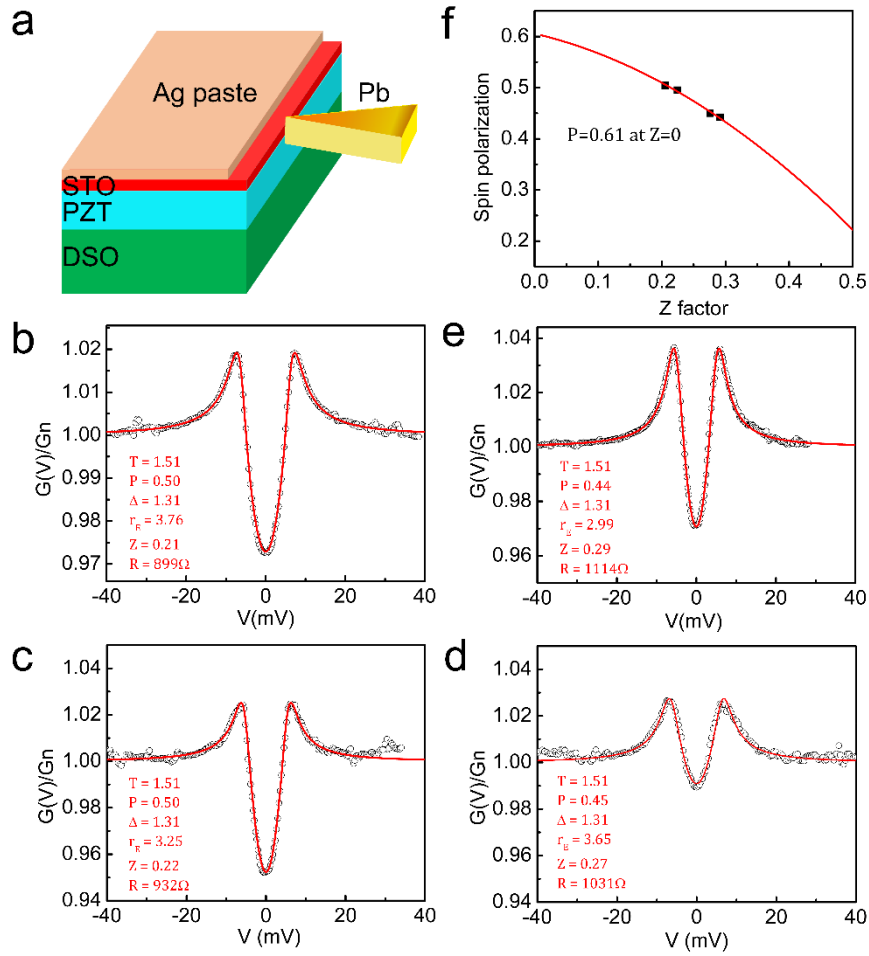 a
Ag paste
Pb
STO
PZT
DSO
f
Spin polarization
0.6
0.5
0.4
0.3
0.2
P=0.61 at Z=0
0.0 0.1 0.2 0.3 0.4 0.5
Z factor
b
G(V)/Gn
1.02
1.01
1.00
0.99
0.98
0.97
T = 1.51
P = 0.50
Δ = 1.31
r_E = 3.76
Z = 0.21
R = 899Ω
-40 -20 0 20 40
V(mV)
e
G(V)/Gn
1.04
1.02
1.00
0.98
0.96
T = 1.51
P = 0.44
Δ = 1.31
r_E = 2.99
Z = 0.29
R = 1114Ω
-40 -20 0 20 40
V(mV)
c
G(V)/Gn
1.04
1.02
1.00
0.98
0.96
0.94
T = 1.51
P = 0.50
Δ = 1.31
r_E = 3.25
Z = 0.22
R = 932Ω
-40 -20 0 20 40
V (mV)
d
G(V)/Gn
1.04
1.02
1.00
0.98
0.96
0.94
T = 1.51
P = 0.45
Δ = 1.31
r_E = 3.65
Z = 0.27
R = 1031Ω
-40 -20 0 20 40
V (mV)